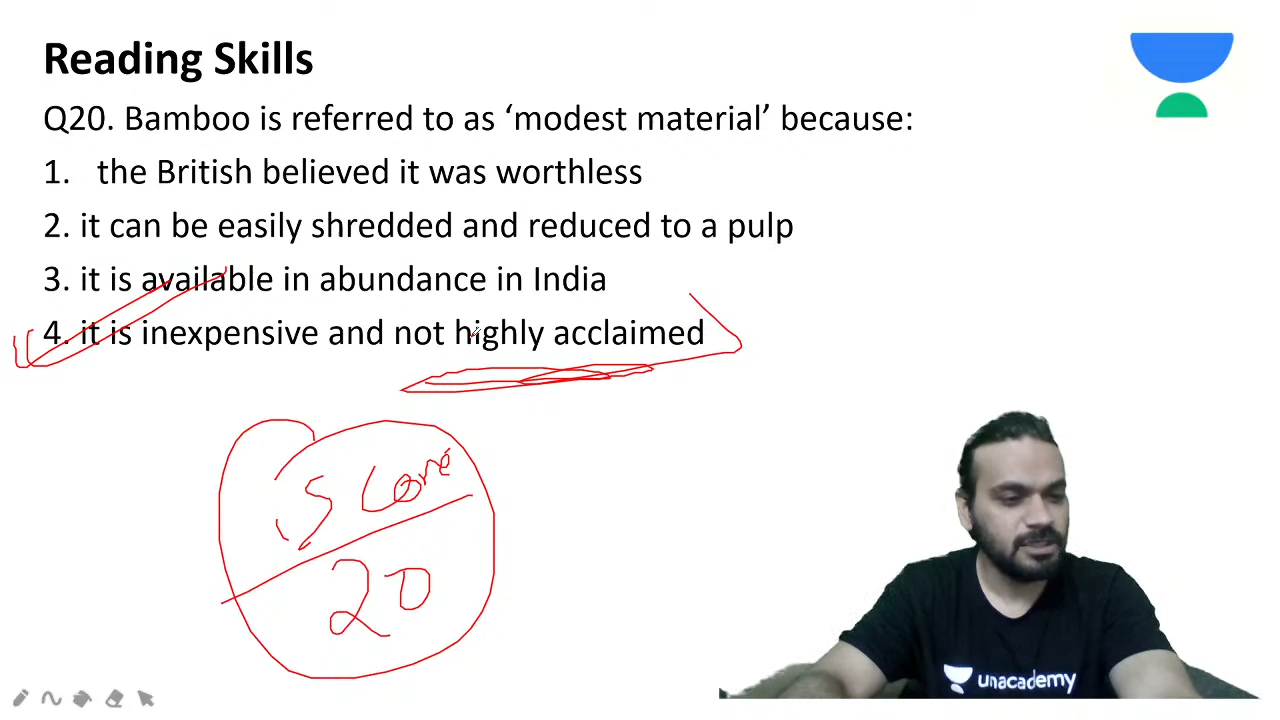 Reading Skills
Q20. Bamboo is referred to as ‘modest material’ because:
1. the British believed it was worthless
2. it can be easily shredded and reduced to a pulp
3. it is available in abundance in India
4. it is inexpensive and not highly acclaimed
Score
20
unacademy